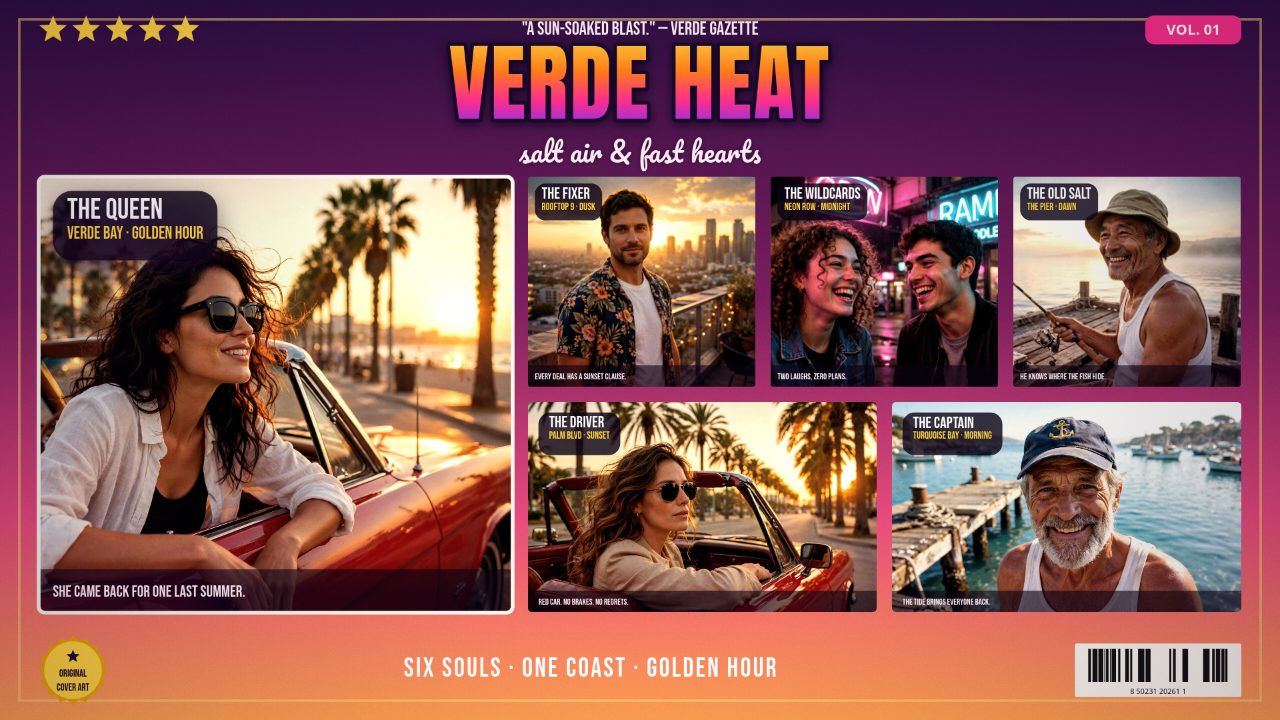 "A SUN-SOAKED BLAST." — VERDE GAZETTE
VOL. 01
VERDE HEAT
salt air & fast hearts
THE QUEEN
VERDE BAY · GOLDEN HOUR
SHE CAME BACK FOR ONE LAST SUMMER.
THE FIXER
ROOFTOP 9 · DUSK
EVERY DEAL HAS A SUNSET CLAUSE.
THE WILDCARDS
NEON ROW · MIDNIGHT
TWO LAUGHS, ZERO PLANS.
THE OLD SALT
THE PIER · DAWN
HE KNOWS WHERE THE FISH HIDE.
THE DRIVER
PALM BLVD · SUNSET
RED CAR. NO BRAKES. NO REGRETS.
THE CAPTAIN
TURQUOISE BAY · MORNING
THE TIDE BRINGS EVERYONE BACK.
ORIGINAL
COVER ART
SIX SOULS · ONE COAST · GOLDEN HOUR
8 50231 20261 1